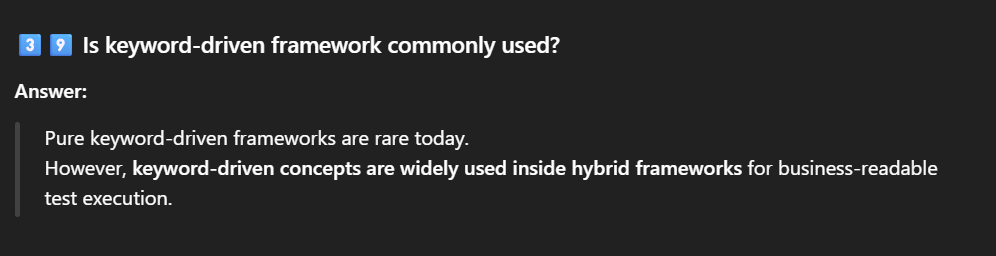 3 9 Is keyword-driven framework commonly used?
Answer:
Pure keyword-driven frameworks are rare today.
However, keyword-driven concepts are widely used inside hybrid frameworks for business-readable
test execution.